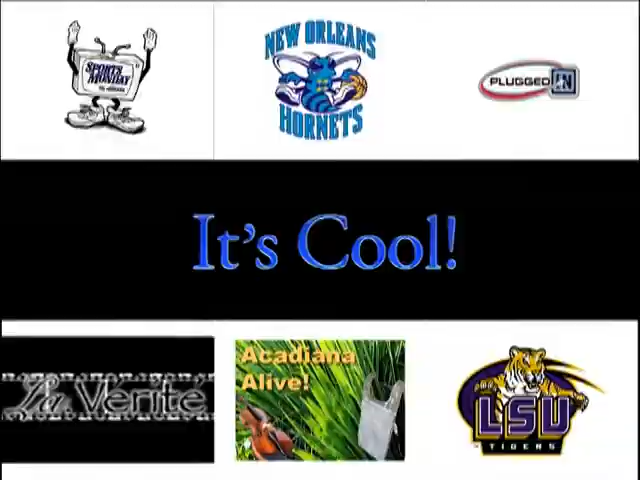 SPORTS
MONDAY
NEW ORLEANS
HORNETS
PLUGGED IN
It's Cool!
La Verite
Acadiana
Alive!
LSU
TIGERS